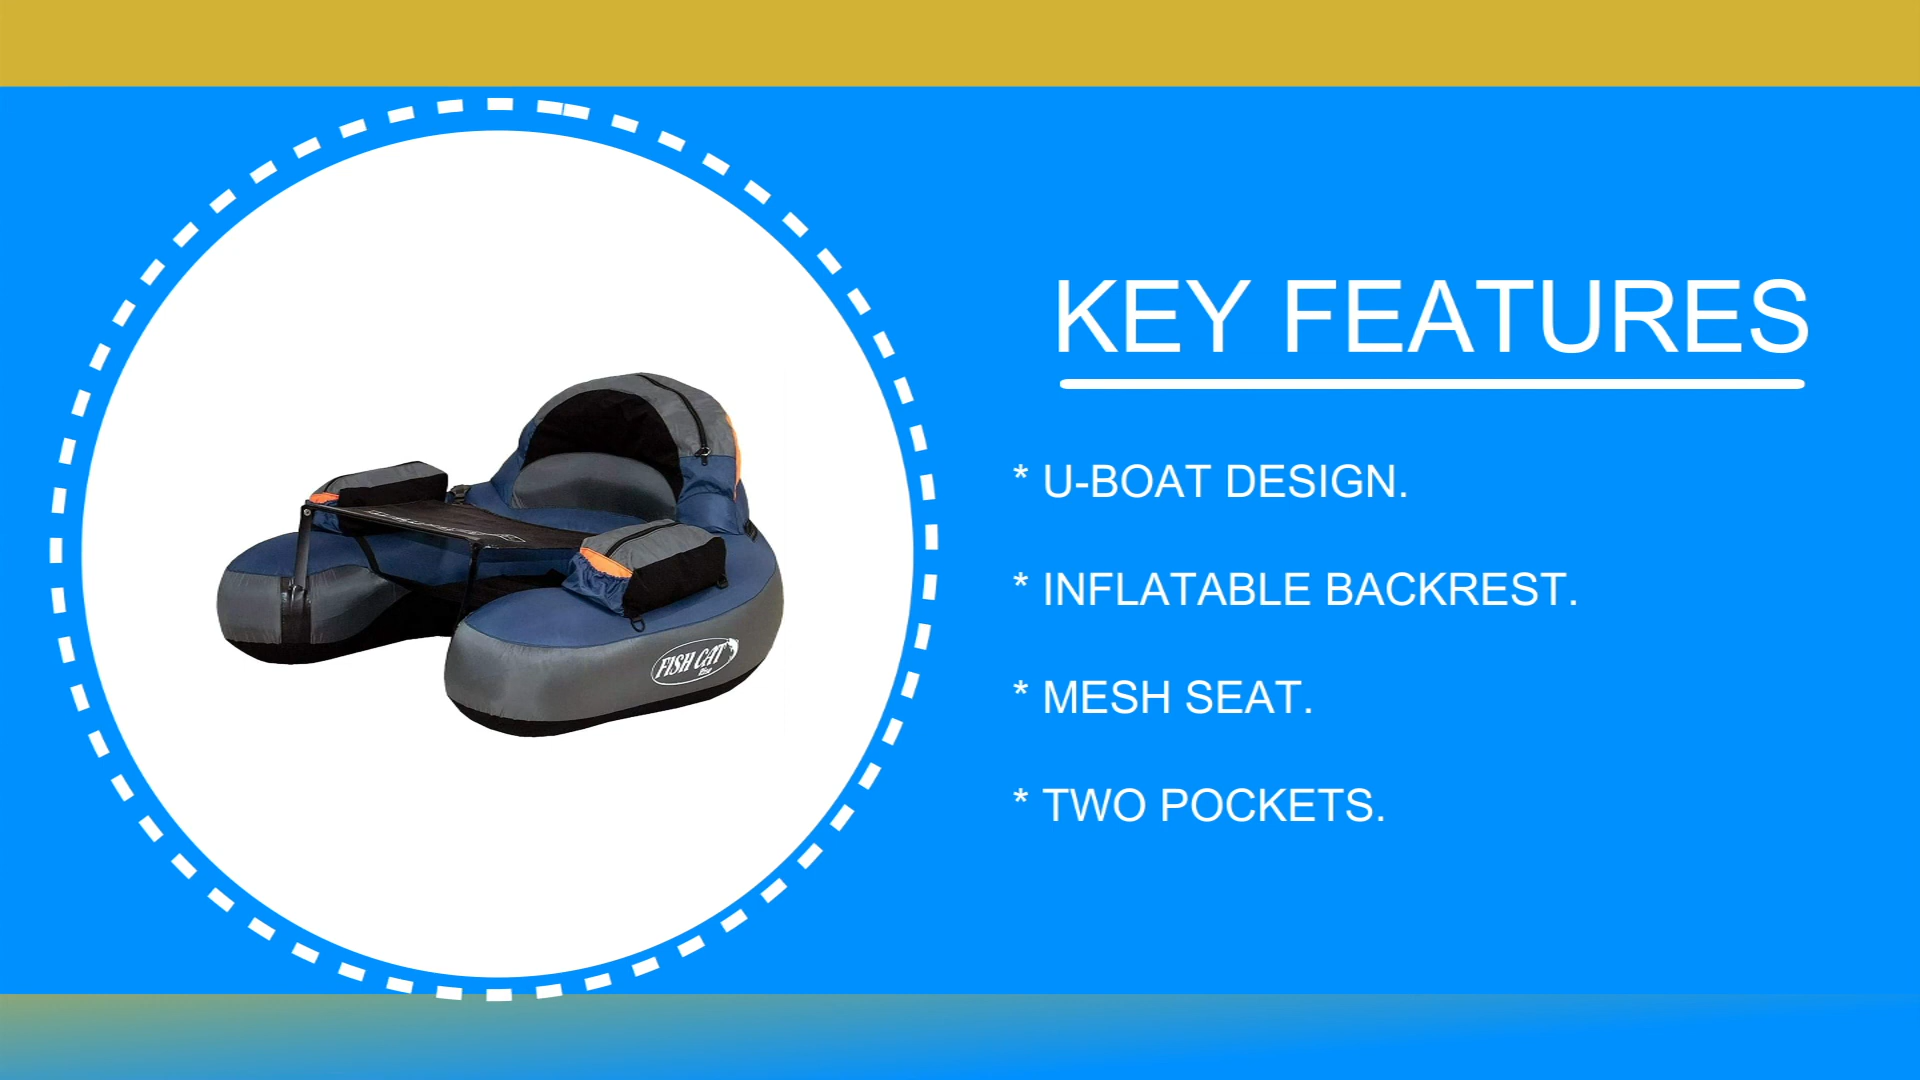 KEY FEATURES
* U-BOAT DESIGN.
* INFLATABLE BACKREST.
* MESH SEAT.
* TWO POCKETS.
FISH CAT